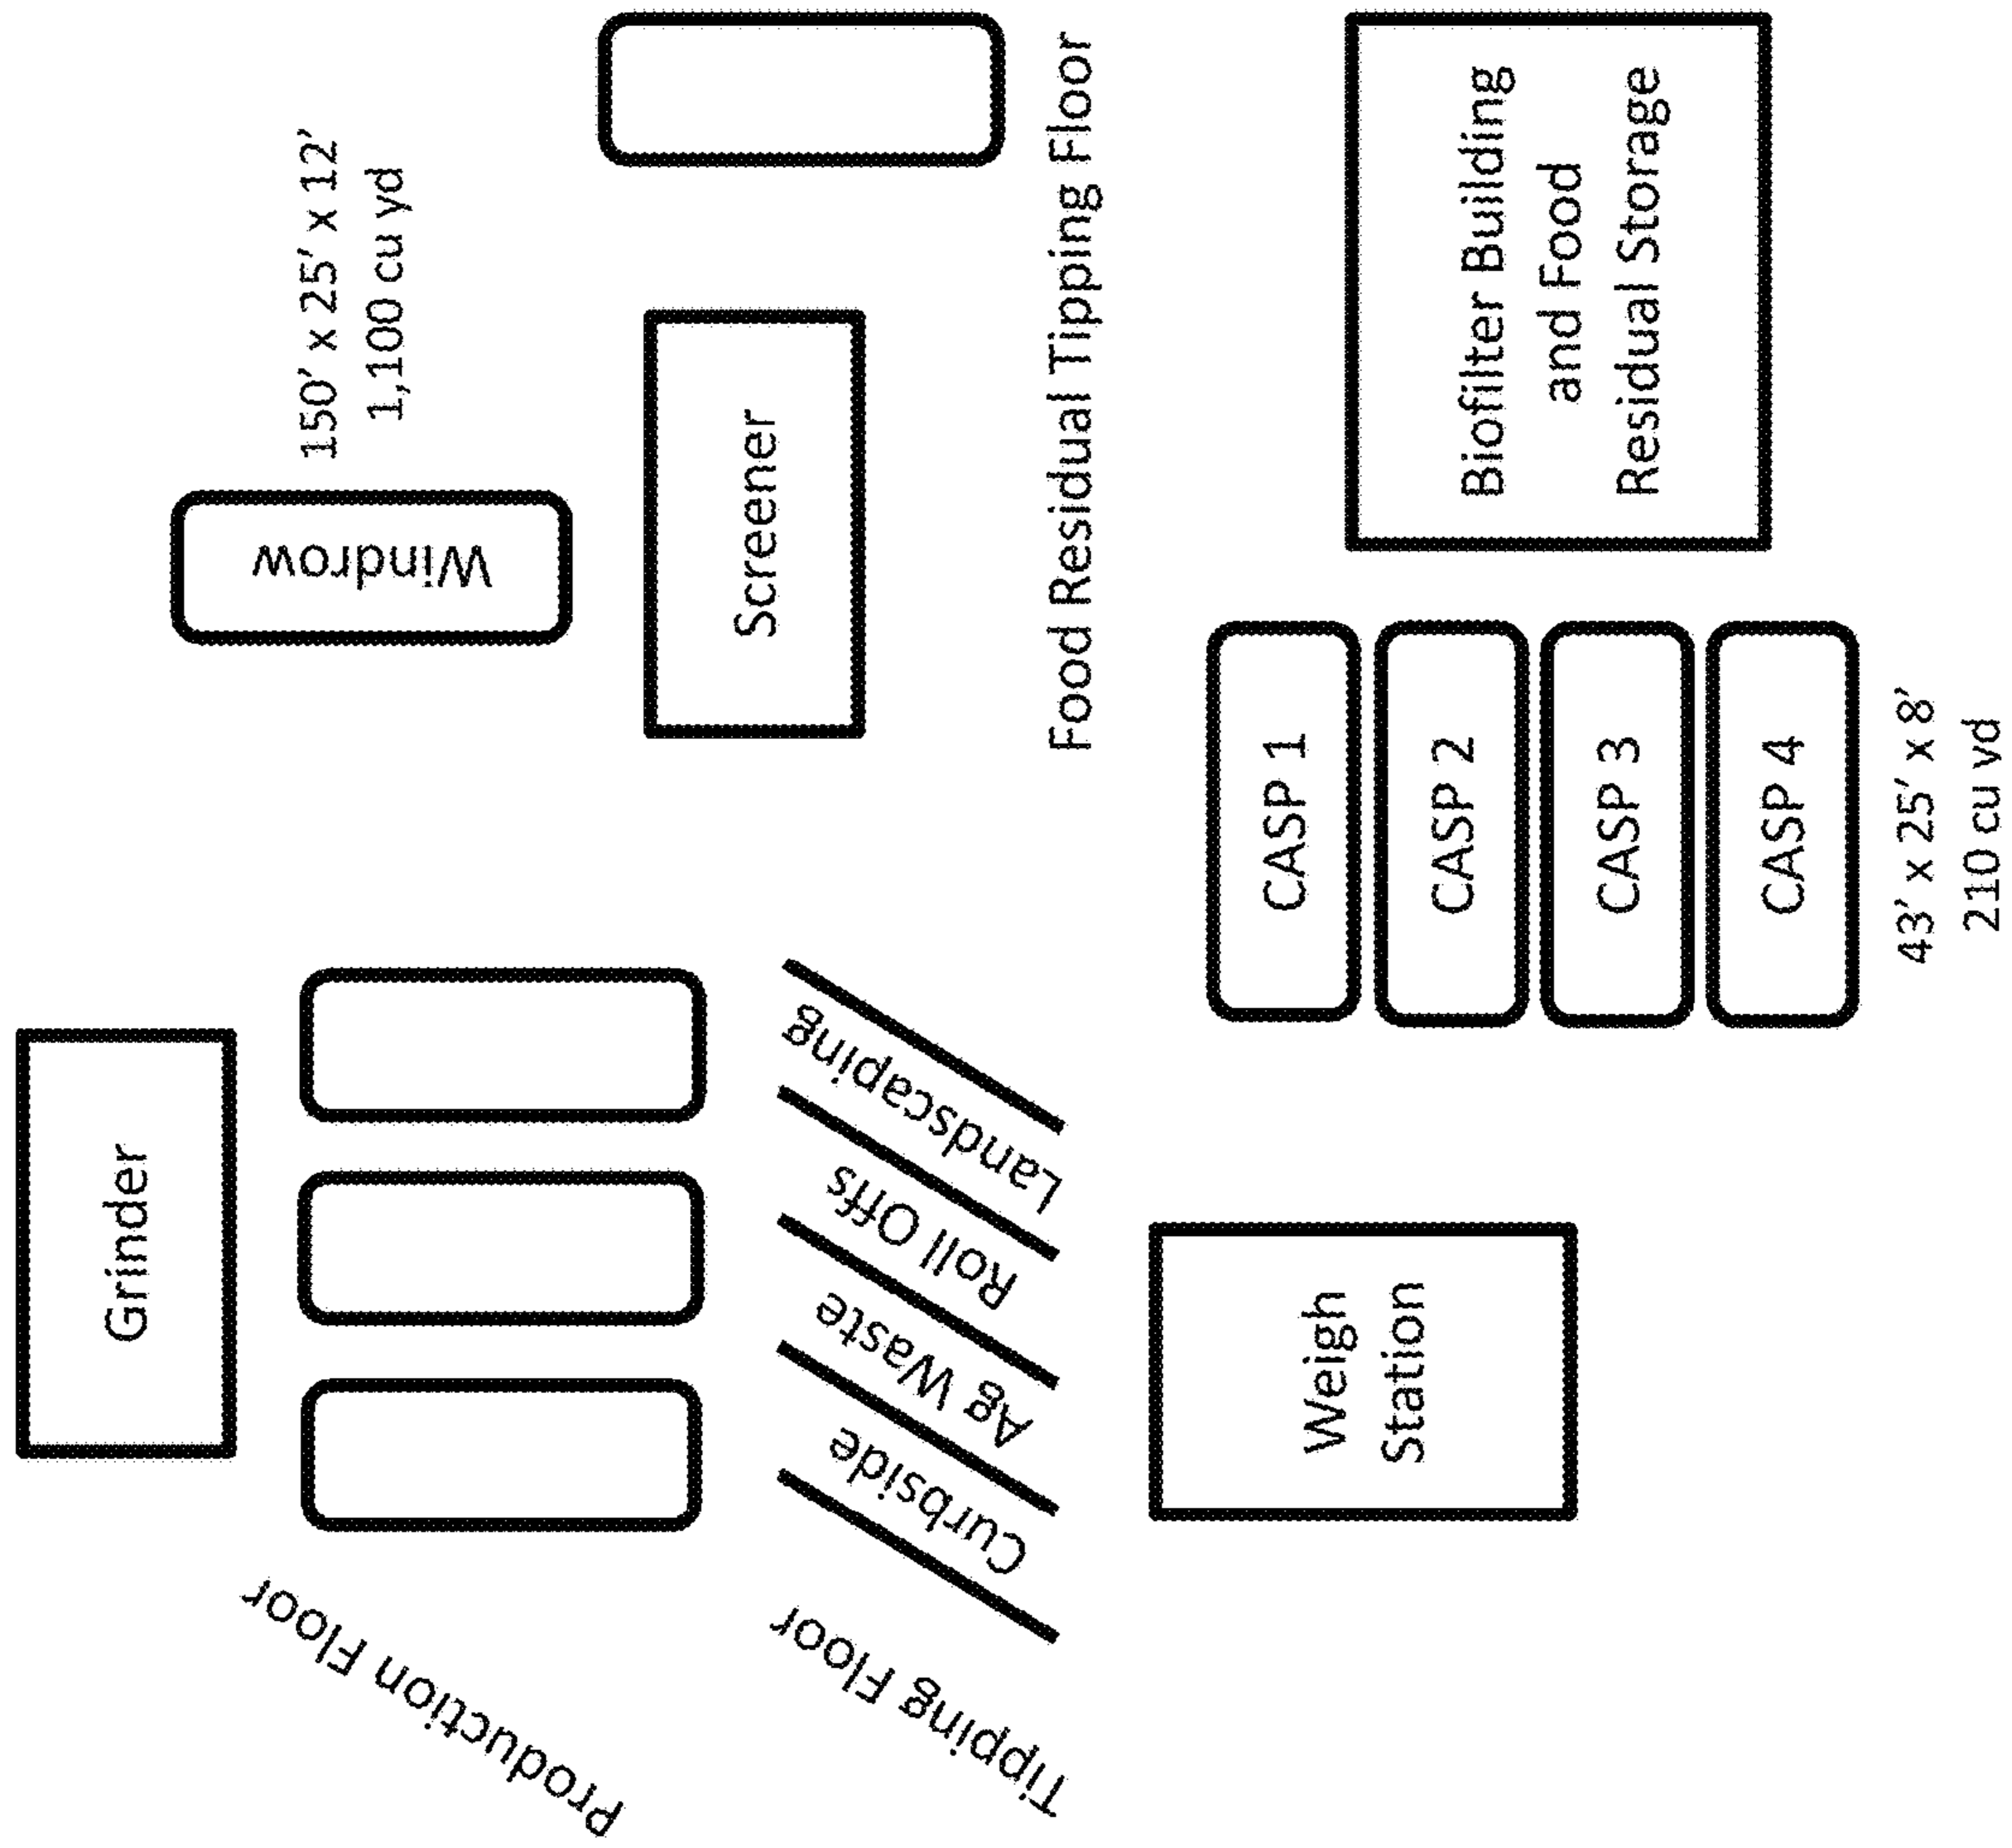 Grinder
Production Floor
Windrow
150' x 25' x 12'
1,100 cu yd
Screener
Tipping Floor
Curbside
Ag Waste
Roll Offs
Landscaping
Food Residual Tipping Floor
Weigh
Station
CASP 1
CASP 2
CASP 3
CASP 4
43' x 25' x 8'
210 cu yd
Biofilter Building
and Food
Residual Storage